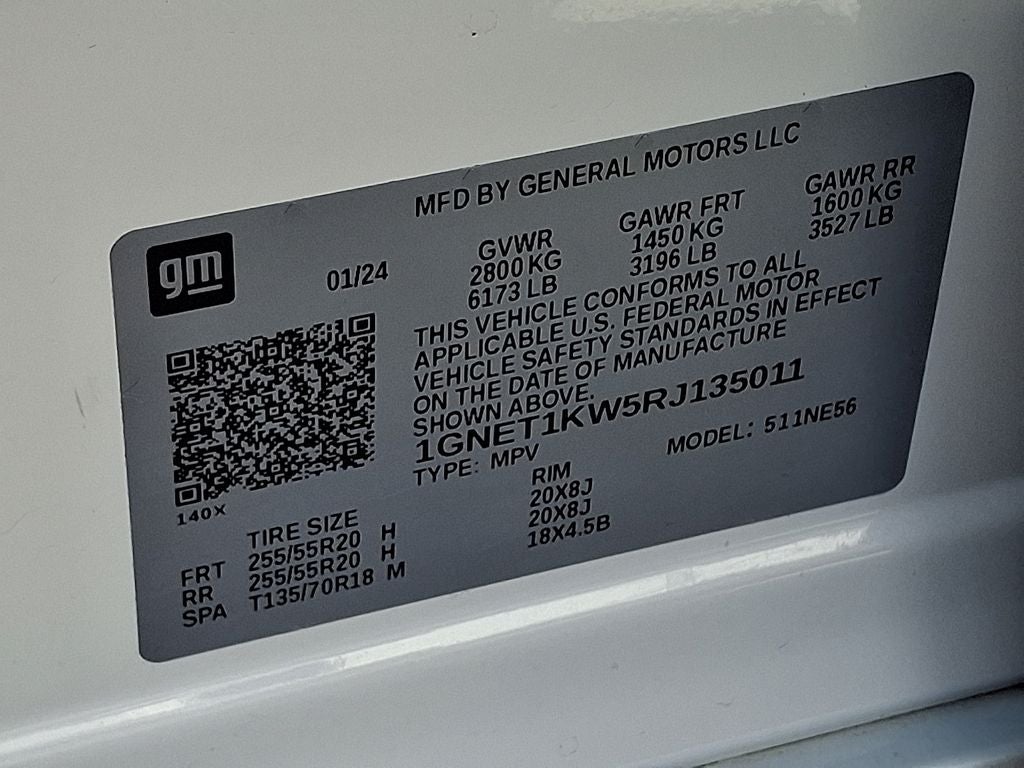 MFD BY GENERAL MOTORS LLC
gm
01/24
GVWR
2800 KG
6173 LB
GAWR FRT
1450 KG
3196 LB
GAWR RR
1600 KG
3527 LB
THIS VEHICLE CONFORMS TO ALL
APPLICABLE U.S. FEDERAL MOTOR
VEHICLE SAFETY STANDARDS IN EFFECT
ON THE DATE OF MANUFACTURE
SHOWN ABOVE.
1GNET1KW5RJ135011
TYPE: MPV
MODEL: 511NE56
140X
TIRE SIZE RIM
FRT 255/55R20 H 20X8J
RR 255/55R20 H 20X8J
SPA T135/70R18 M 18X4.5B